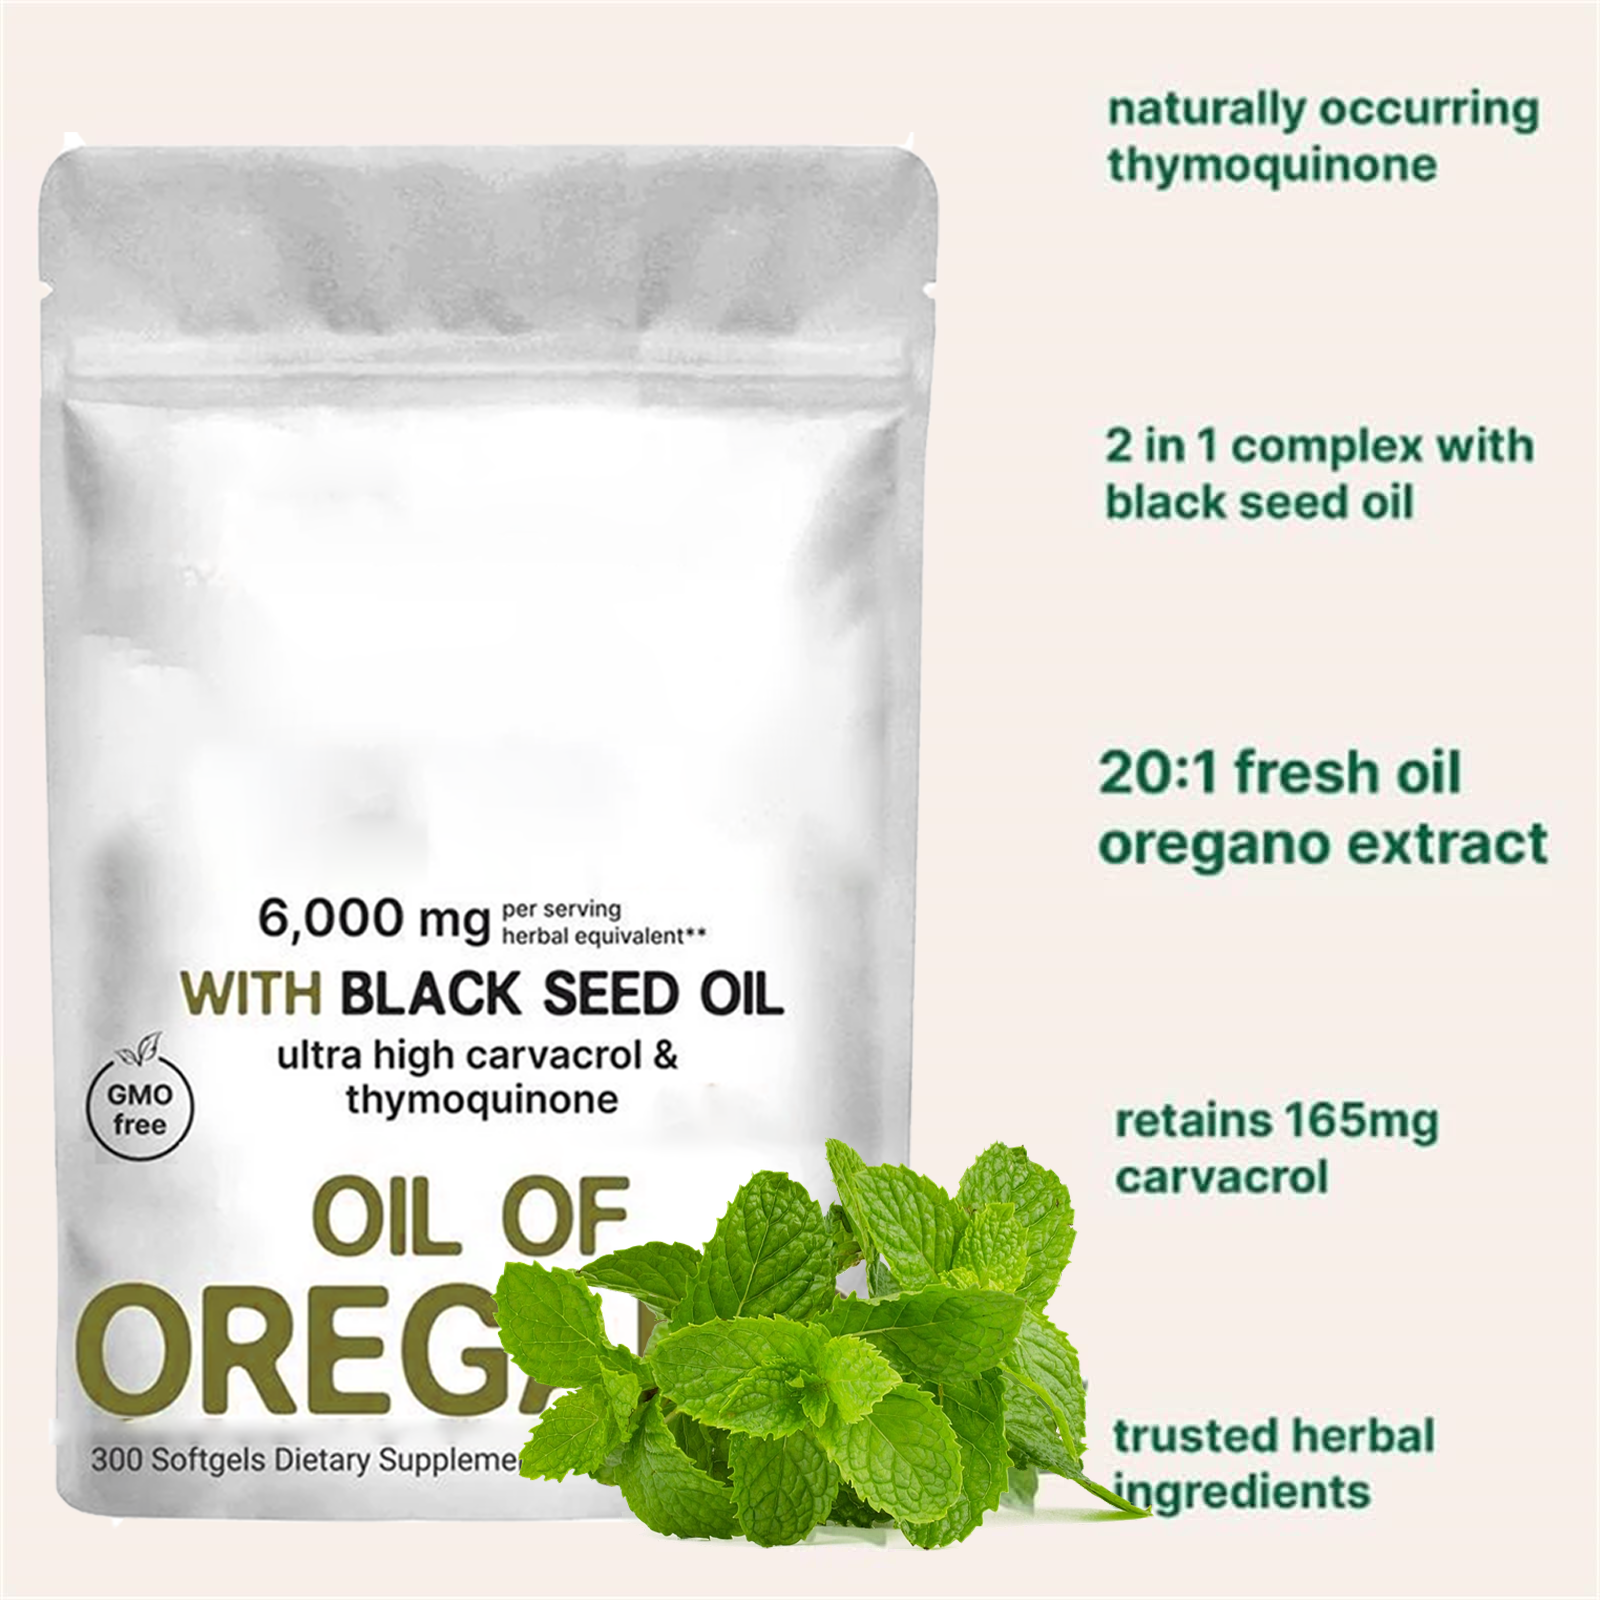 naturally occurring
thymoquinone
2 in 1 complex with
black seed oil
20:1 fresh oil
oregano extract
retains 165mg
carvacrol
trusted herbal
ingredients
6,000 mg per serving
herbal equivalent**
WITH BLACK SEED OIL
ultra high carvacrol &
thymoquinone
GMO
free
OIL OF
300 Softgels Dietary